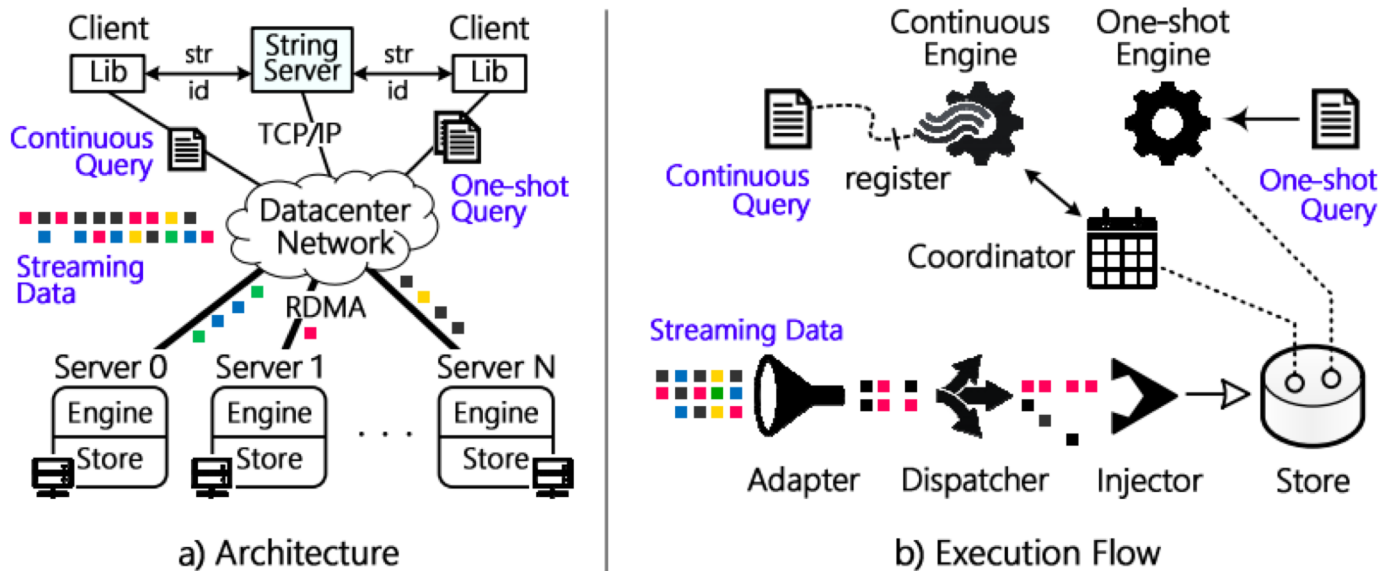 Client
String
Server
Client
Lib
str
id
str
id
Lib
Continuous
Query
TCP/IP
One-shot
Query
Datacenter
Network
Streaming
Data
RDMA
Server 0
Server 1
Server N
Engine
Store
Engine
Store
. . .
Engine
Store
a) Architecture
Continuous
Engine
One-shot
Engine
Continuous
Query
register
One-shot
Query
Coordinator
Streaming Data
Adapter
Dispatcher
Injector
Store
b) Execution Flow